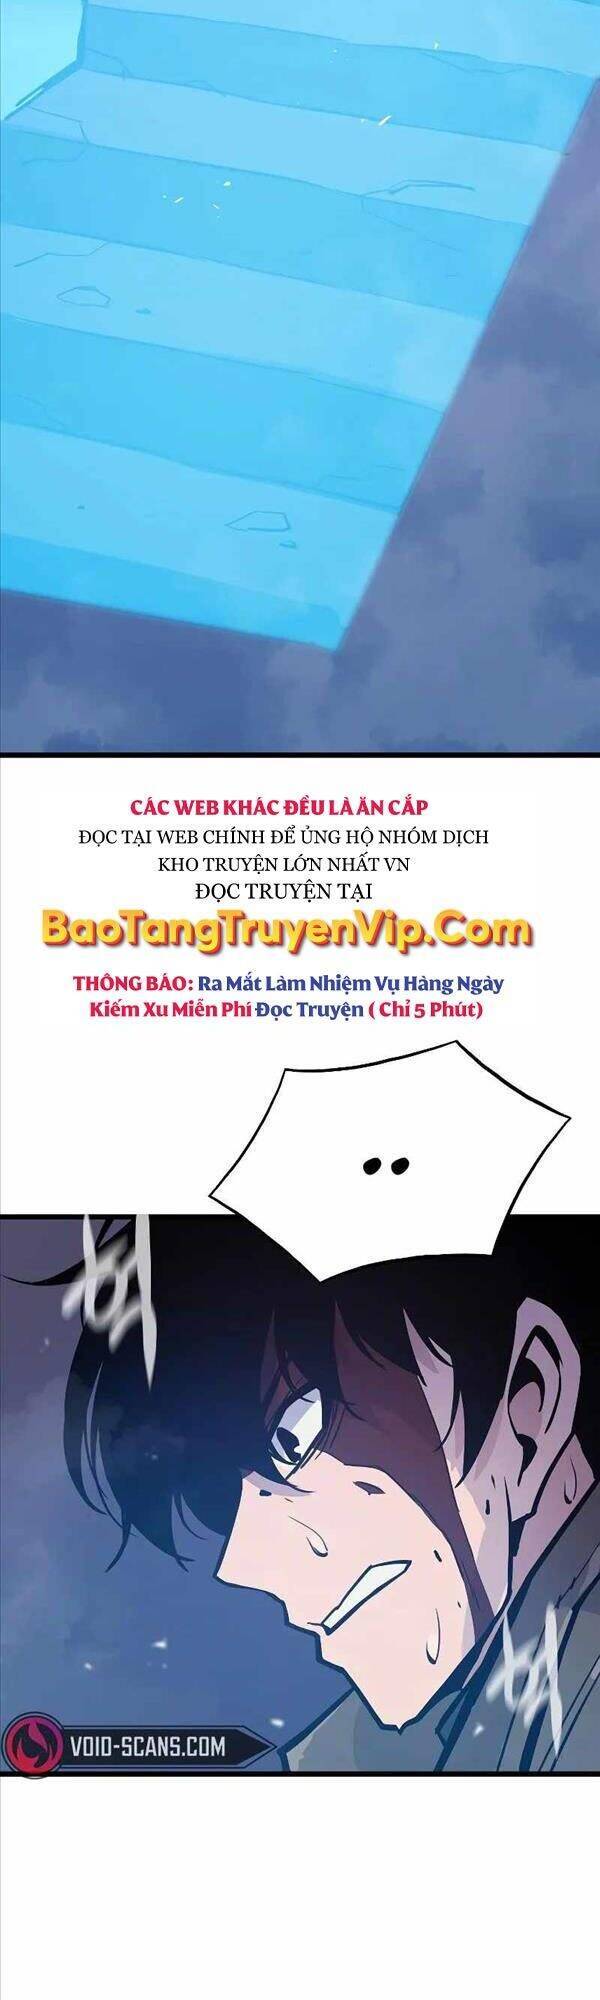 CÁC WEB KHÁC ĐỀU LÀ ĂN CẮP
ĐỌC TẠI WEB CHÍNH ĐỂ ỦNG HỘ NHÓM DỊCH
KHO TRUYỆN LỚN NHẤT VN
ĐỌC TRUYỆN TẠI
BaoTangTruyenVip.Com
THÔNG BÁO: Ra Mắt Làm Nhiệm Vụ Hàng Ngày
Kiếm Xu Miễn Phí Đọc Truyện ( Chỉ 5 Phút)
..
VOID-SCANS.COM